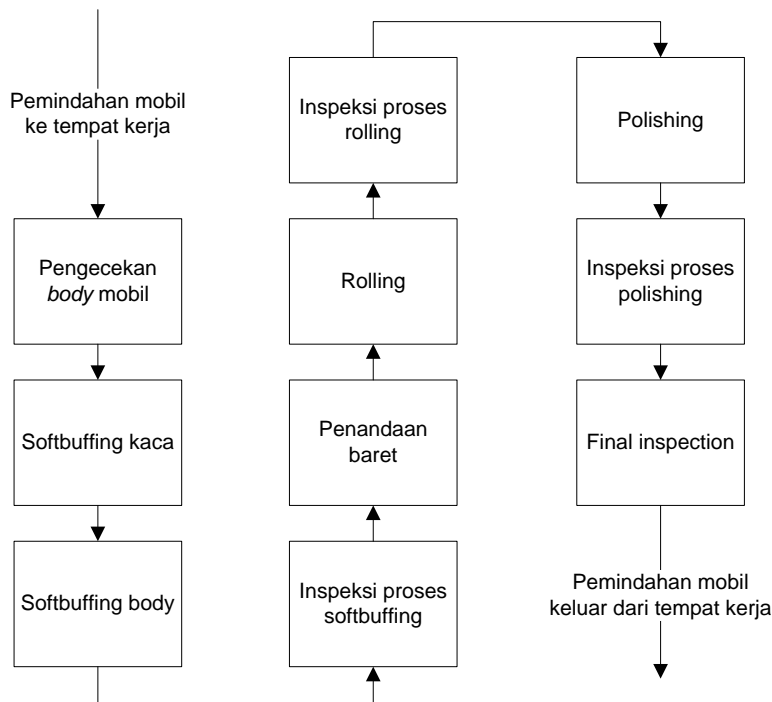 Pemindahan mobil
ke tempat kerja
Pengecekan
body mobil
Softbuffing kaca
Softbuffing body
Inspeksi proses
softbuffing
Penandaan
baret
Rolling
Inspeksi proses
rolling
Polishing
Inspeksi proses
polishing
Final inspection
Pemindahan mobil
keluar dari tempat kerja